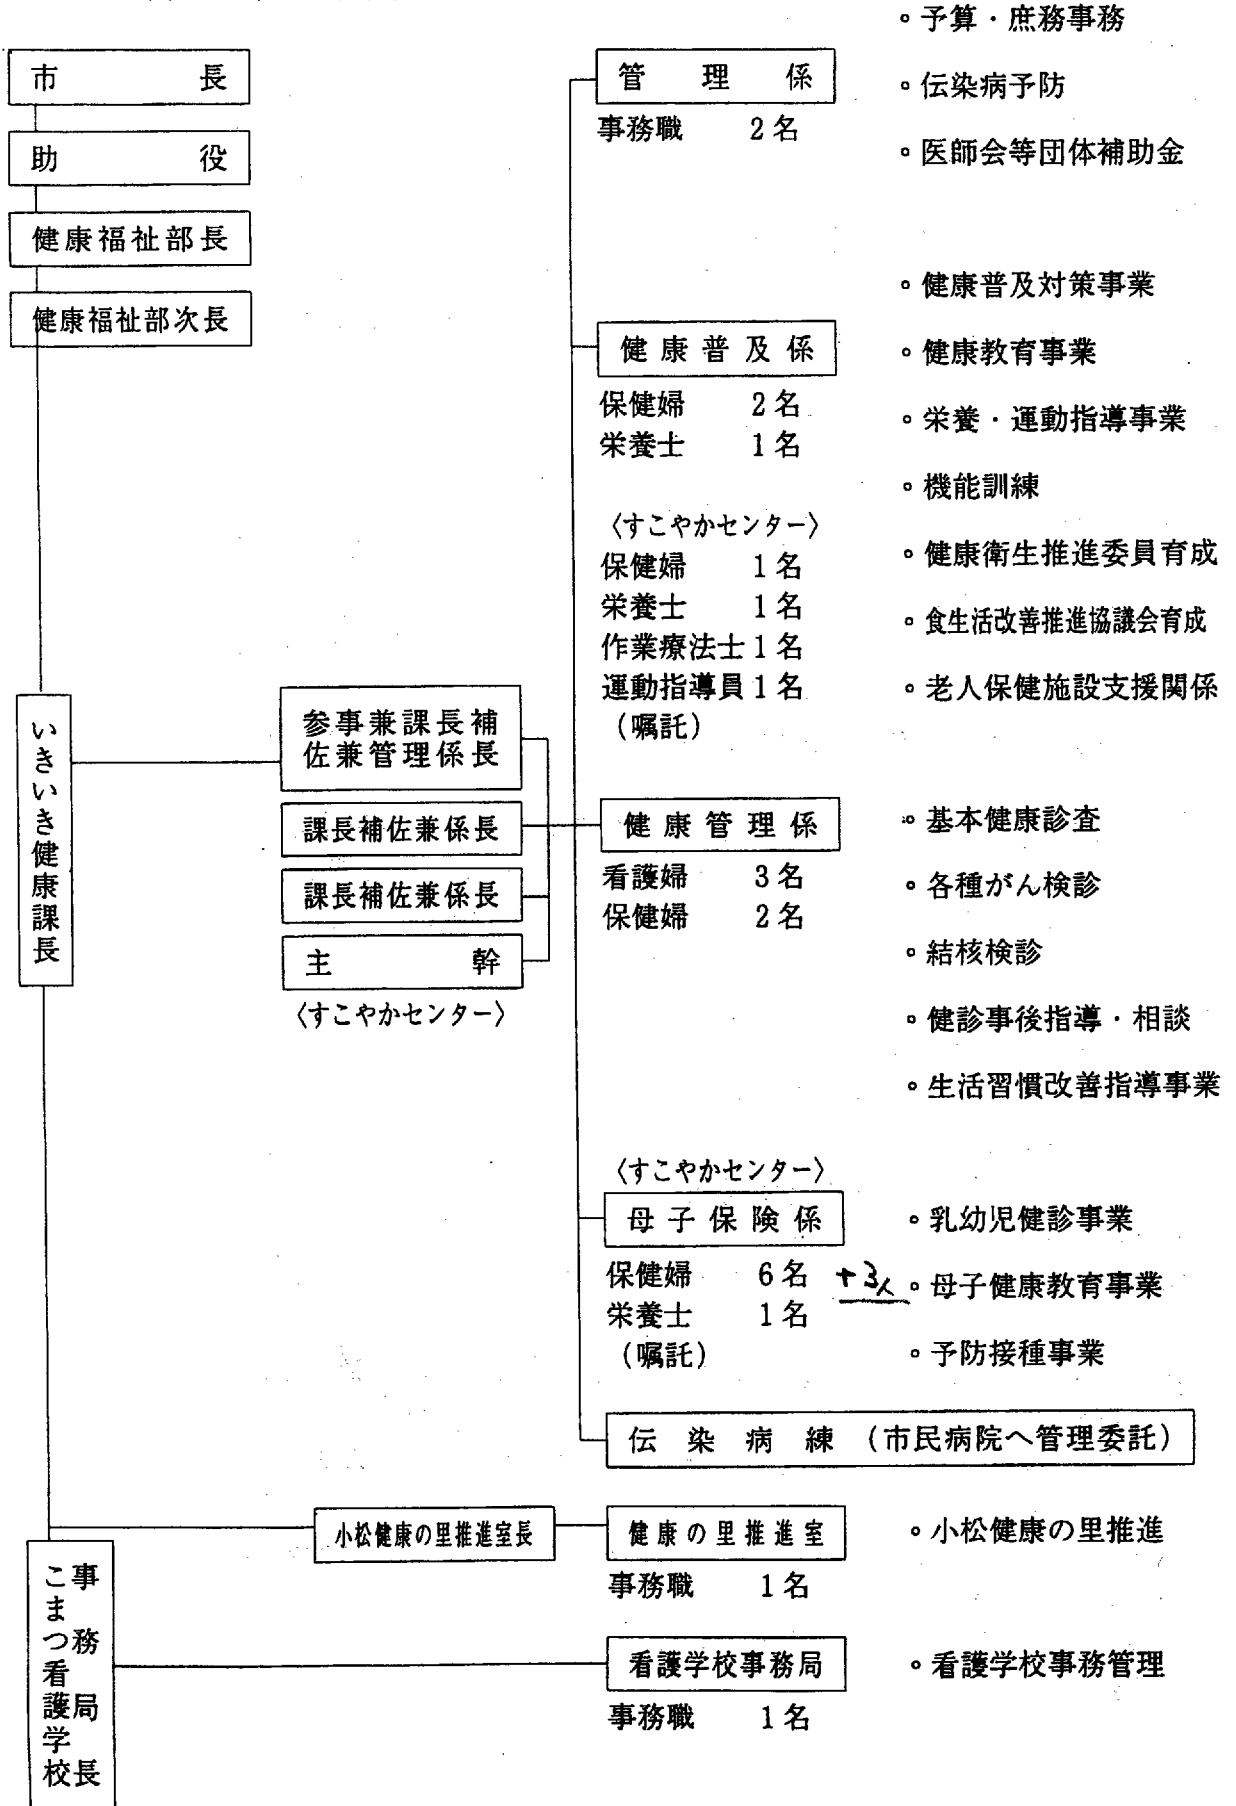 市長
助役
健康福祉部長
健康福祉部次長
いきいき健康課長
参事兼課長補
佐兼管理係長
課長補佐兼係長
課長補佐兼係長
主幹
〈すこやかセンター〉
管理係
事務職 2名
。予算・庶務事務
。伝染病予防
。医師会等団体補助金
健康普及係
保健婦 2名
栄養士 1名
〈すこやかセンター〉
保健婦 1名
栄養士 1名
作業療法士 1名
運動指導員 1名
（嘱託）
。健康普及対策事業
。健康教育事業
。栄養・運動指導事業
。機能訓練
。健康衛生推進委員育成
。食生活改善推進協議会育成
。老人保健施設支援関係
健康管理係
看護婦 3名
保健婦 2名
。基本健康診査
。各種がん検診
。結核検診
。健診事後指導・相談
。生活習慣改善指導事業
〈すこやかセンター〉
母子保険係
保健婦 6名 +3人
栄養士 1名
（嘱託）
。乳幼児健診事業
。母子健康教育事業
。予防接種事業
伝染病練（市民病院へ管理委託）
小松健康の里推進室長
健康の里推進室
事務職 1名
。小松健康の里推進
こまつ看護学校
事務局長
看護学校事務局
事務職 1名
。看護学校事務管理